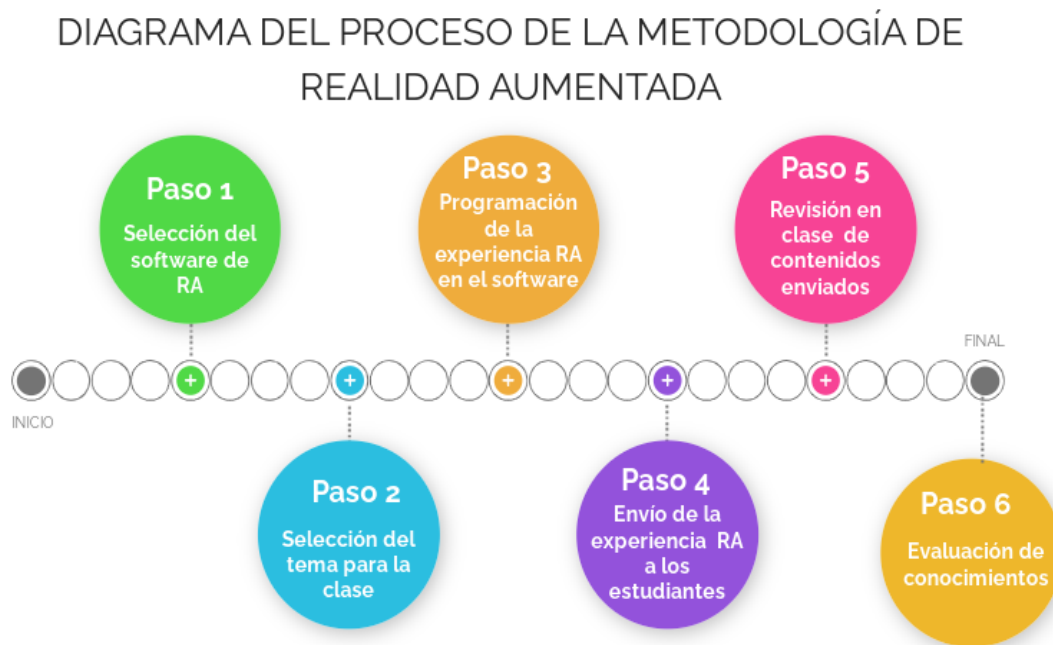 DIAGRAMA DEL PROCESO DE LA METODOLOGÍA DE
REALIDAD AUMENTADA
Paso 1
Selección del
software de
RA
Paso 3
Programación
de la
experiencia RA
en el software
Paso 5
Revisión en
clase de
contenidos
enviados
FINAL
INICIO
Paso 2
Selección del
tema para la
clase
Paso 4
Envío de la
experiencia RA
a los
estudiantes
Paso 6
Evaluación de
conocimientos